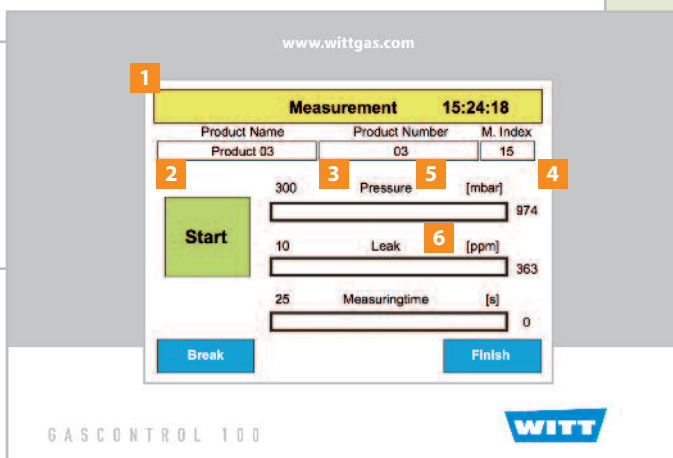 www.wittgas.com
1
Measurement 15:24:18
Product Name Product Number M. Index
Product 03 03 15
2 3 5 4
300 Pressure [mbar]
974
Start
6
10 Leak [ppm]
363
25 Measuringtime [s]
0
Break Finish
GASCONTROL 100 WITT